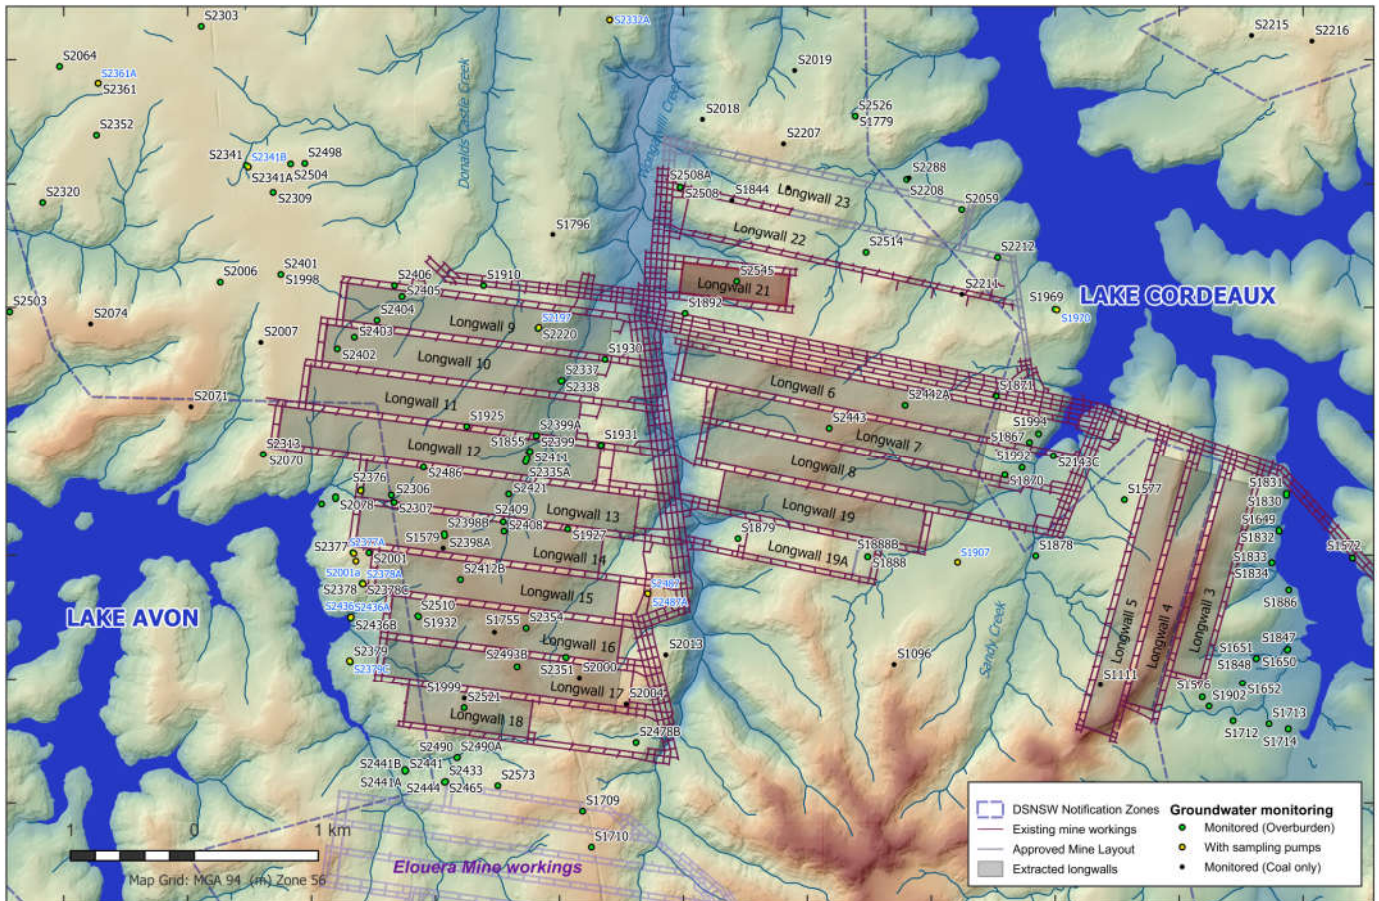 S2303
S2332A
S2215
S2216
S2064
S2361A
S2361
S2019
S2352
S2018
S2526
S1779
S2207
Donalds Castle Creek
Wongawilli Creek
S2341
S2341B
S2498
S2341A
S2504
S2309
S2320
S2508A
S2508
S1844
Longwall 23
S2288
S2208
S2059
S1796
Longwall 22
S2514
S2212
S2006
S2401
S1998
S2406
S2405
S1910
S2545
Longwall 21
S2211
S1969
S1970
LAKE CORDEAUX
S2503
S2074
S2007
S2404
S2403
S2402
Longwall 9
S2197
S2220
S1892
Longwall 10
S1930
S2337
S2338
Longwall 6
S2442A
S1871
S2071
Longwall 11
S1925
S2399A
S1855
S2399
S1931
S2443
Longwall 7
S1994
S1867
S1992
S2143C
S2313
S2070
Longwall 12
S2411
S2335A
S2486
Longwall 8
S1870
S2376
S2306
S2307
S2078
S2421
S2409
Longwall 13
Longwall 19
S1577
S1831
S1830
S1649
S1832
S2398B
S2408
S1927
S1579
S2398A
S1879
Longwall 19A
S1888B
S1888
S1907
S1878
S1572
S2377
S2377A
S2001
Longwall 14
S1833
S1834
S2001a
S2378A
S2378
S2378C
S2412B
Longwall 15
S2482
S2487A
S1886
Longwall 5
Longwall 4
Longwall 3
LAKE AVON
S2436
S2436A
S2436B
S2510
S1932
S1755
S2354
Longwall 16
S2013
Sandy Creek
S1096
S1847
S1651
S1650
S1848
S2379
S2378C
S2493B
S2351
S2000
Longwall 17
S2004
S1111
S1576
S1902
S1652
S1999
S2521
Longwall 18
S2478B
S1712
S1713
S1714
S2490
S2490A
S2441B
S2441
S2433
S2441A
S2444
S2465
S2573
S1709
S1710
1
0
1 km
Map Grid: MGA 94 (m) Zone 56
Elouera Mine workings
DSNSW Notification Zones
Existing mine workings
Approved Mine Layout
Extracted longwalls
Groundwater monitoring
Monitored (Overburden)
With sampling pumps
Monitored (Coal only)